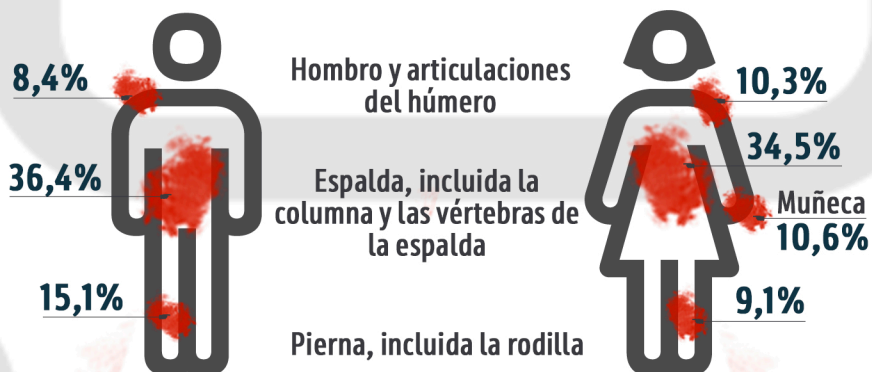 8,4%
Hombro y articulaciones
del húmero
10,3%
36,4%
Espalda, incluida la
columna y las vértebras de
la espalda
34,5%
Muñeca
10,6%
15,1%
Pierna, incluida la rodilla
9,1%